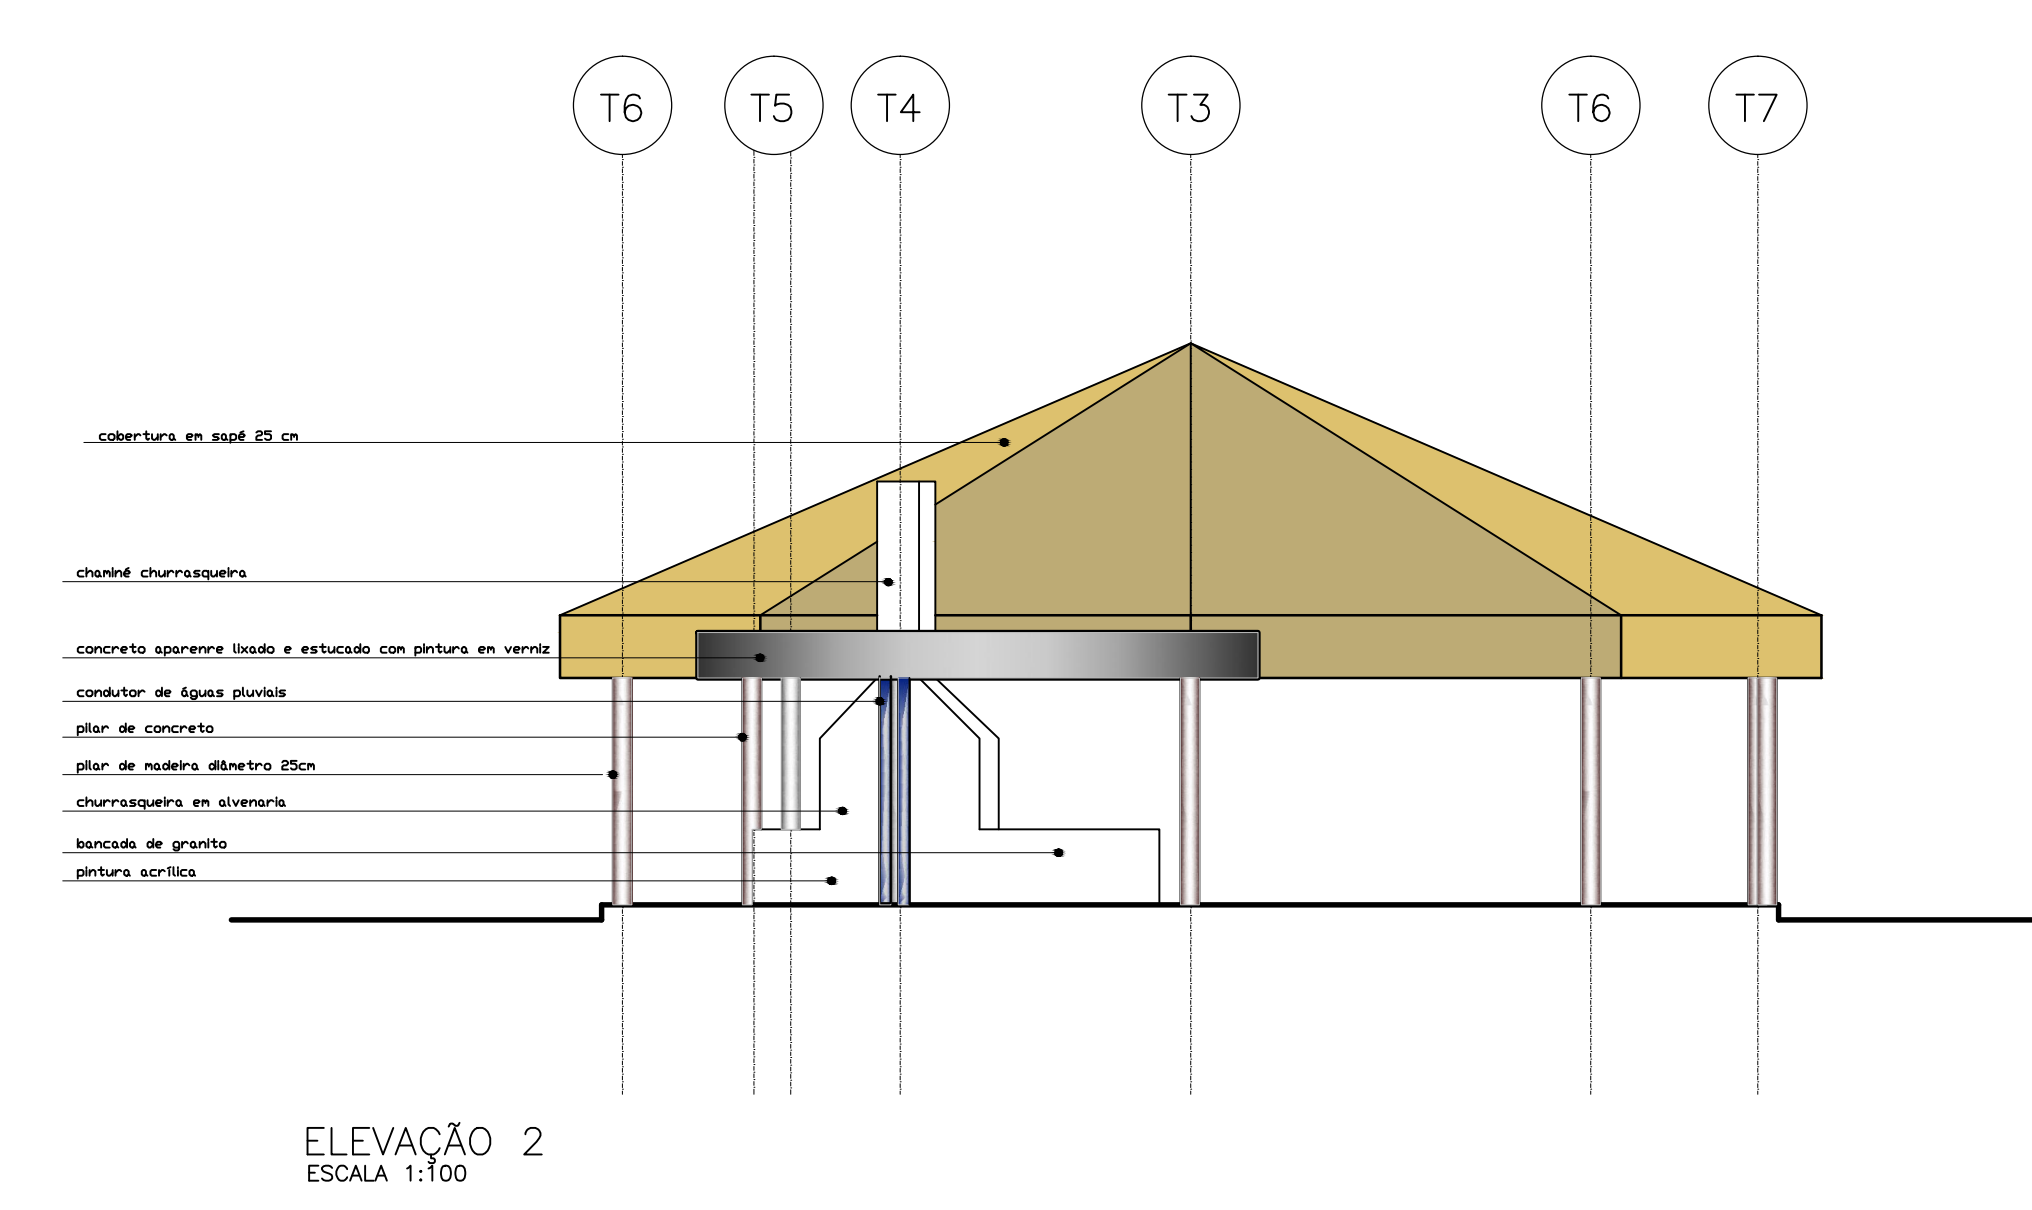 T6 T5 T4 T3 T6 T7
cobertura em sapé 25 cm
chaminé churrasqueira
concreto aparenre lixado e estucado com pintura em verniz
condutor de águas pluviais
pilar de concreto
pilar de madeira diâmetro 25cm
churrasqueira em alvenaria
bancada de granito
pintura acrílica
ELEVAÇÃO 2
ESCALA 1:100